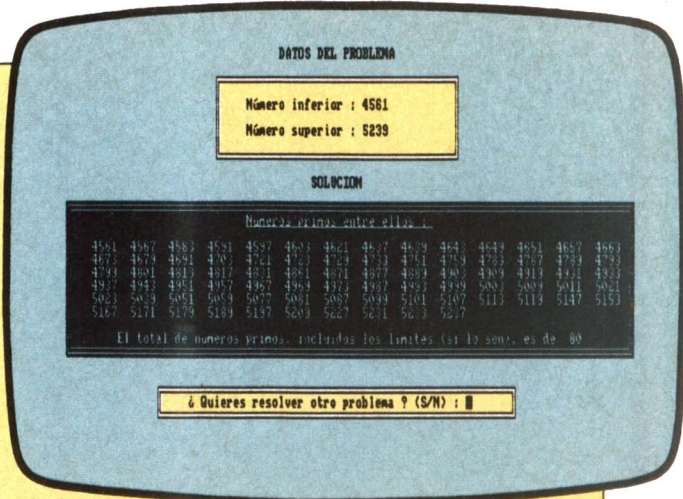 DATOS DEL PROBLEMA
Número inferior : 4561
Número superior : 5239
SOLUCION
Numeros primos entre ellos :
4561 4567 4583 4591 4597 4603 4621 4637 4639 4643 4649 4651 4657 4663
4673 4679 4691 4703 4721 4723 4729 4733 4751 4759 4783 4787 4789 4793
4799 4801 4813 4817 4831 4861 4871 4877 4889 4903 4909 4919 4931 4933
4937 4943 4951 4957 4967 4969 4973 4987 4993 4999 5003 5009 5011 5021
5023 5039 5051 5059 5077 5081 5087 5099 5101 5107 5113 5119 5147 5153
5167 5171 5179 5189 5197 5209 5227 5231 5233 5237
El total de numeros primos, incluidos los limites (si lo son), es de 80
¿ Quieres resolver otro problema ? (S/N) :